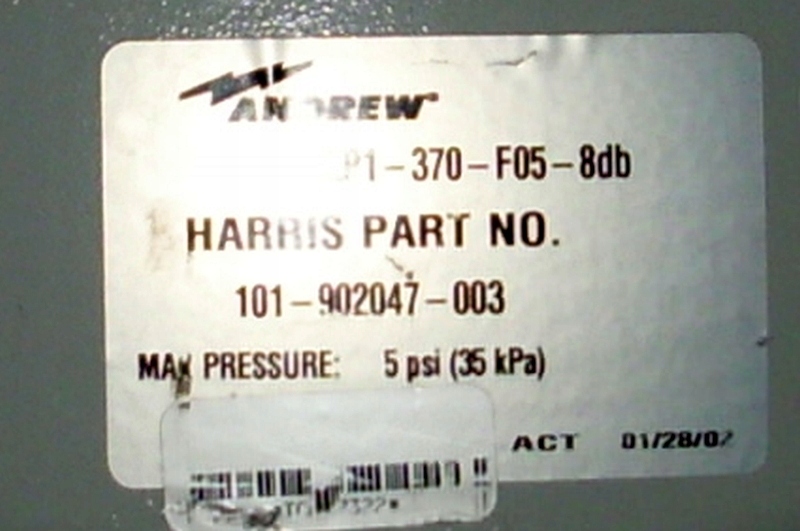 ANDREW
P1-370-F05-8db
HARRIS PART NO.
101-902047-003
MAX PRESSURE: 5 psi (35 kPa)
ACT 01/28/02